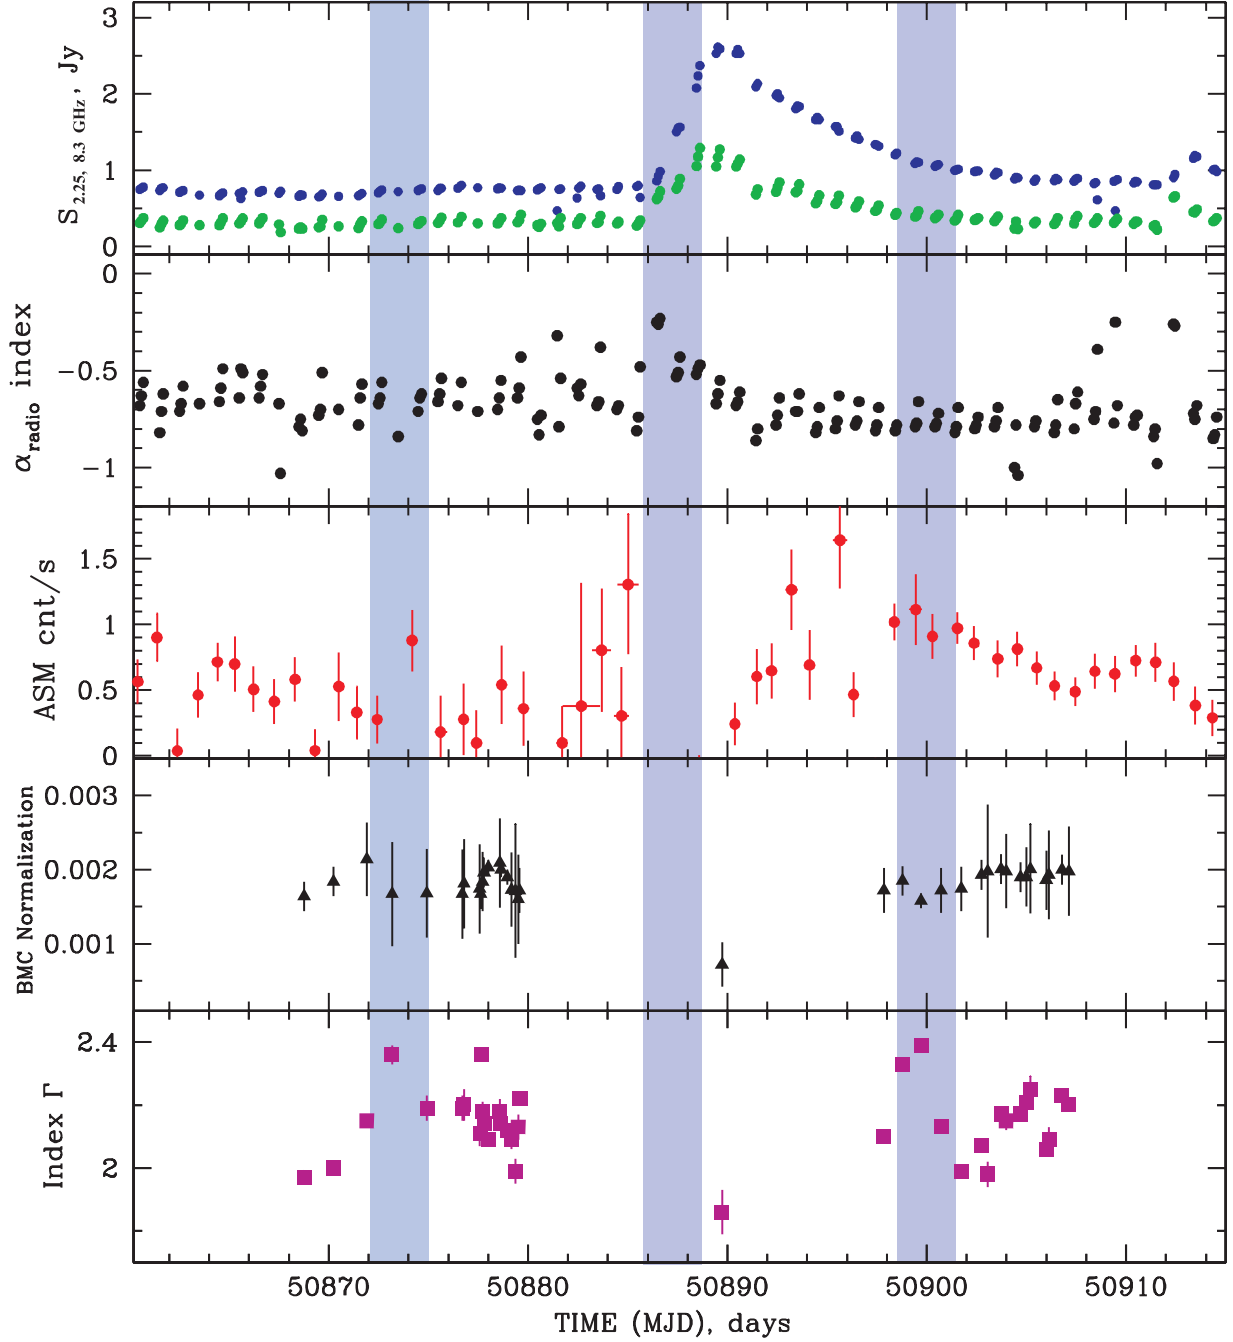 3
2
1
0
S2.25, 8.3 GHz, Jy
0
−0.5
−1
αradio index
1.5
1
0.5
0
ASM cnt/s
0.003
0.002
0.001
BMC Normalization
2.4
2
Index Γ
50870 50880 50890 50900 50910
TIME (MJD), days